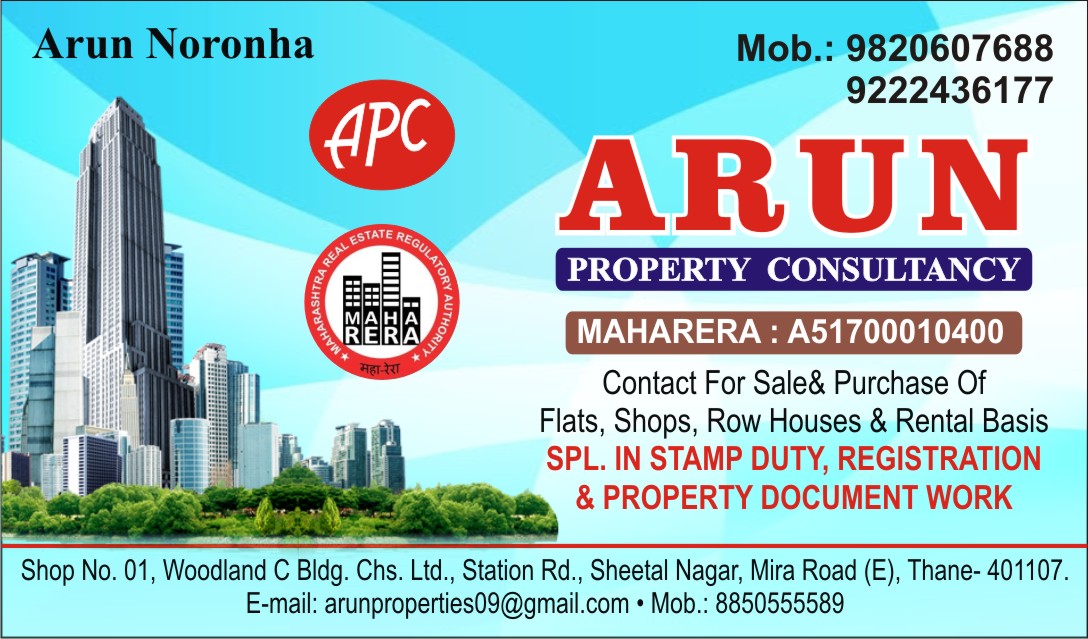 Arun Noronha
Mob.: 9820607688
9222436177
APC
ARUN
PROPERTY CONSULTANCY
MAHARASHTRA REAL ESTATE REGULATORY AUTHORITY
MAHA
RERA
महा-रेरा
MAHARERA : A51700010400
Contact For Sale& Purchase Of
Flats, Shops, Row Houses & Rental Basis
SPL. IN STAMP DUTY, REGISTRATION
& PROPERTY DOCUMENT WORK
Shop No. 01, Woodland C Bldg. Chs. Ltd., Station Rd., Sheetal Nagar, Mira Road (E), Thane- 401107.
E-mail: arunproperties09@gmail.com • Mob.: 8850555589